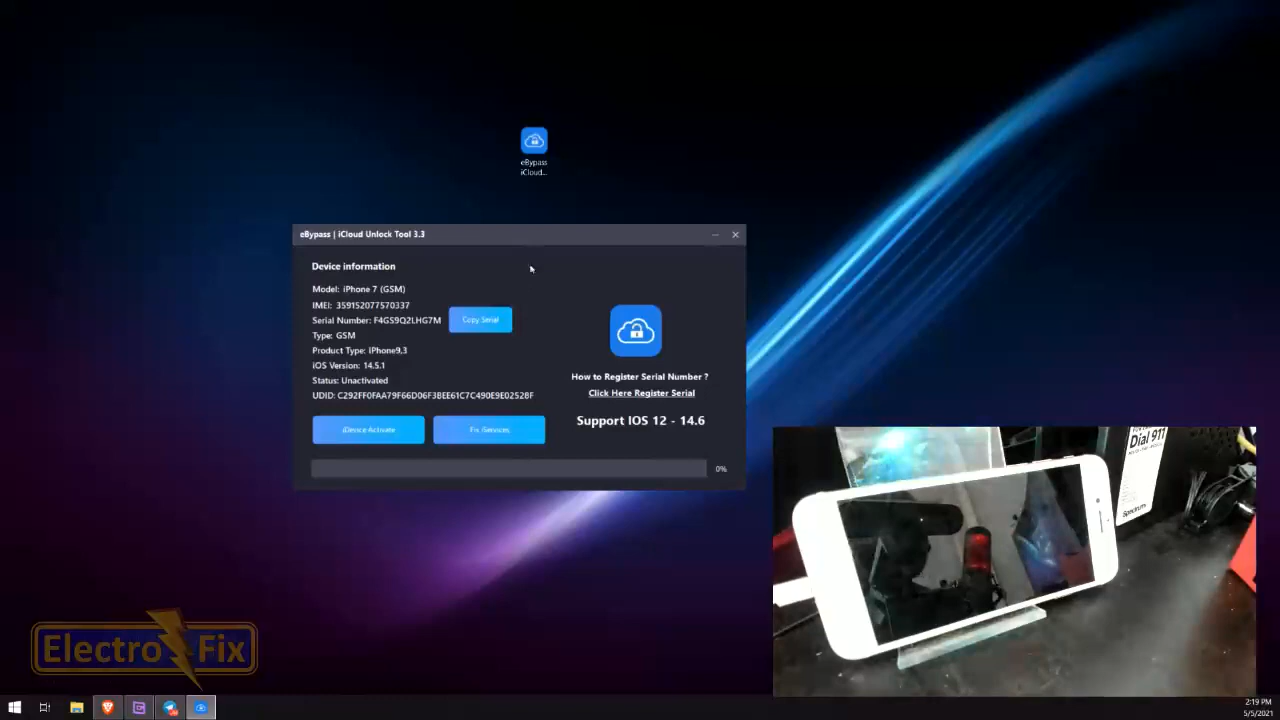 eBypass
iCloud...
eBypass | iCloud Unlock Tool 3.3
Device information
Model: iPhone 7 (GSM)
IMEI: 359152077570337
Serial Number: F4GS9Q2LHG7M
Copy Serial
Type: GSM
Product Type: iPhone9,3
iOS Version: 14.5.1
Status: Unactivated
UDID: C292FF0FAA79F66D06F3BEE61C7C490E9E02528F
iDevice Activate
Fix iServices
How to Register Serial Number ?
Click Here Register Serial
Support IOS 12 - 14.6
0%
Dial 911
Spectrum
Electro Fix
2:19 PM
5/5/2021